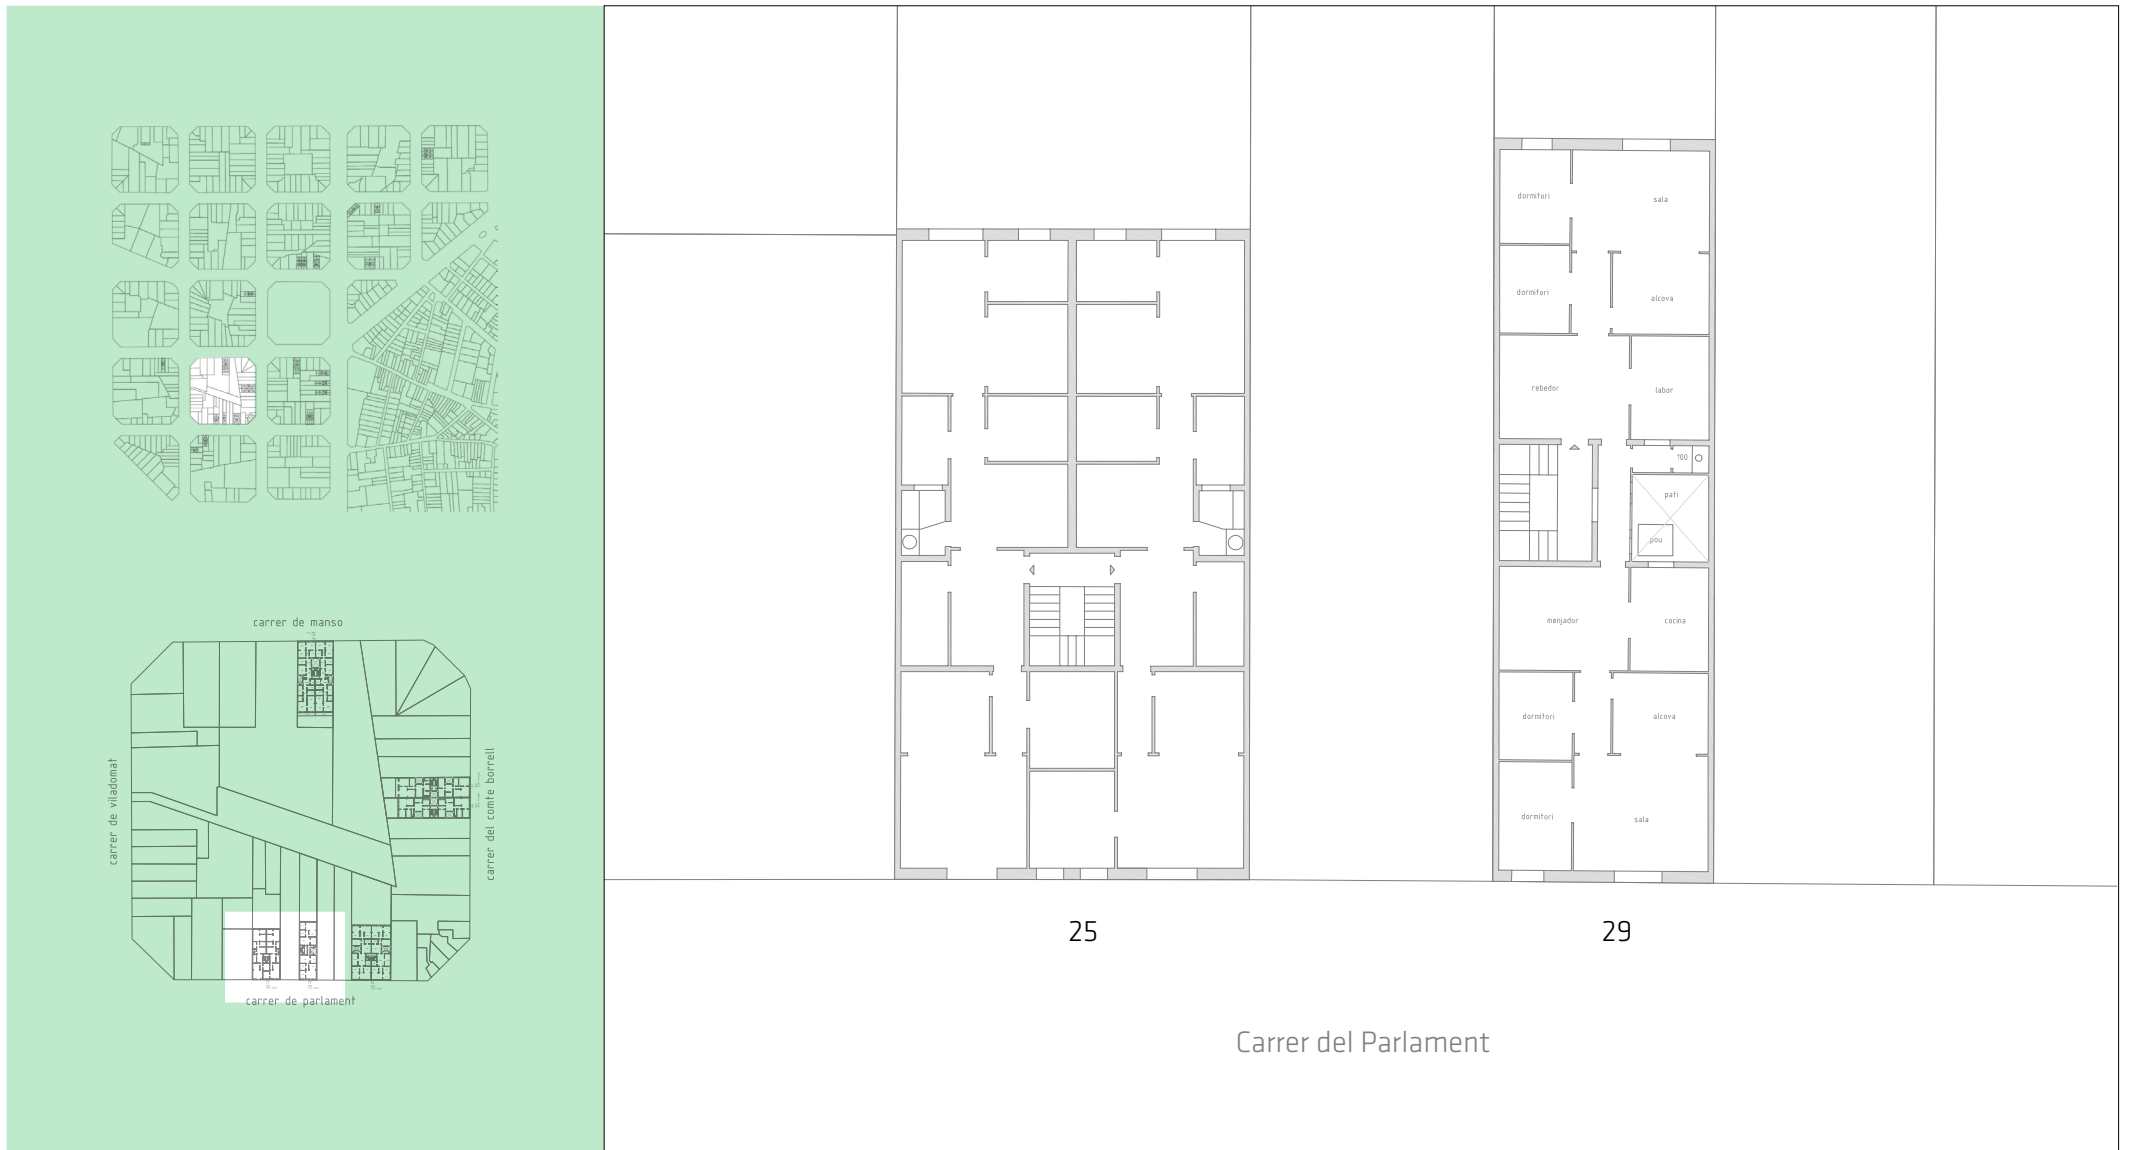 carrer de manso
carrer de viladomat
carrer del comte borrell
carrer de parlament
dormitori
sala
dormitori
alcova
rebedor
labor
100
pati
pou
menjador
cocina
dormitori
alcova
dormitori
sala
25
29
Carrer del Parlament